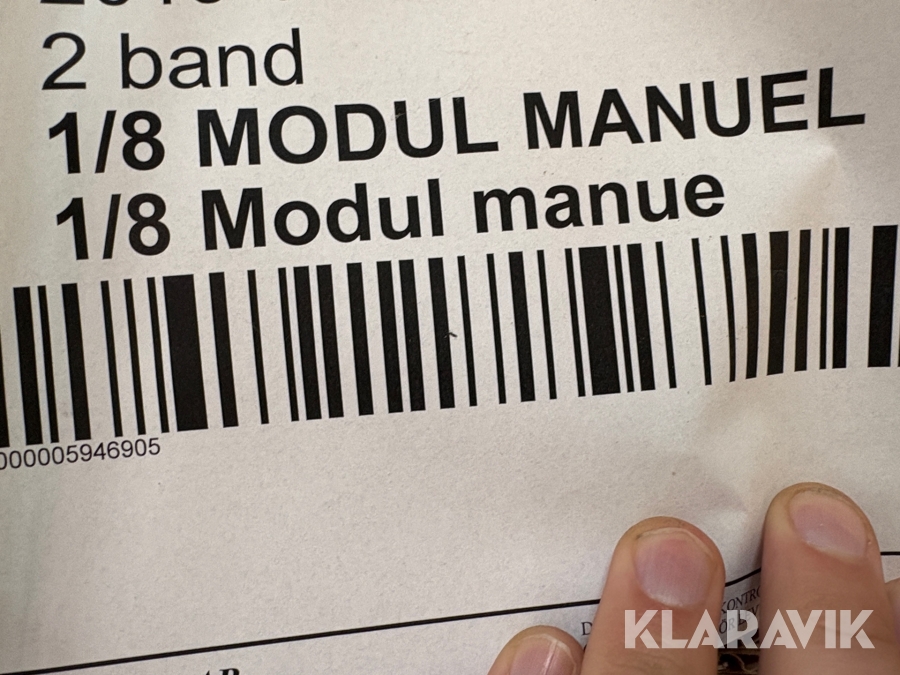 2 band
1/8 MODUL MANUEL
1/8 Modul manue
000005946905
KLARAVIK